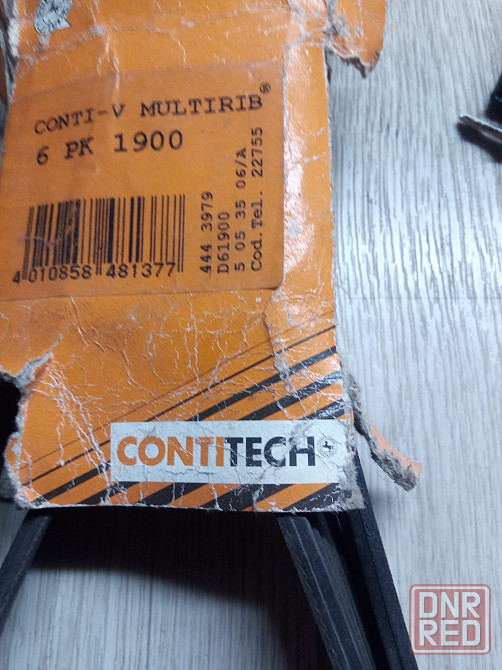 CONTI-V MULTIRIB®
6 PK 1900
4 010858 481377
444 3979
D61900
5 05 35 06/A
Cod.Tel. 22755
CONTITECH
DNR
RED